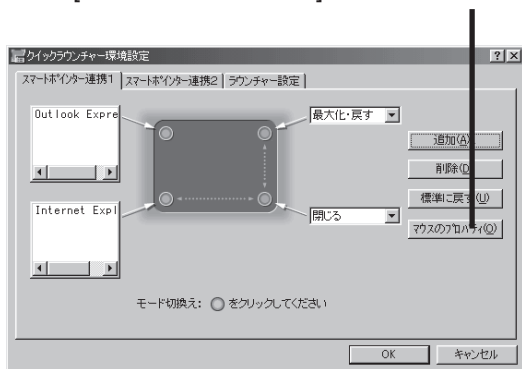 クイックラウンチャー環境設定
スマートポインター連携1 スマートポインター連携2 ラウンチャー設定
Outlook Expre
最大化・戻す
追加(A)
削除(D)
標準に戻す(U)
Internet Expl
閉じる
マウスのプロパティ(Q)
モード切換え: をクリックしてください
OK キャンセル